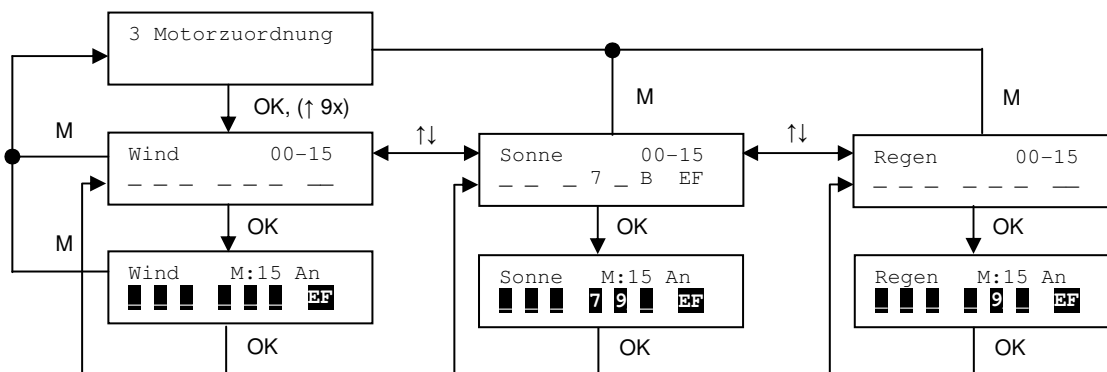 3 Motorzuordnung
OK, (↑ 9x)
M
M
M
↑↓
↑↓
Wind 00-15
_ _ _ _ _ _ __
Sonne 00-15
_ _ _ 7 _ B EF
Regen 00-15
_ _ _ _ _ _ __
OK
OK
OK
M
Wind M:15 An
_ _ _ _ _ _ EF
Sonne M:15 An
_ _ _ 7 9 _ EF
Regen M:15 An
_ _ _ _ 9 _ EF
OK
OK
OK